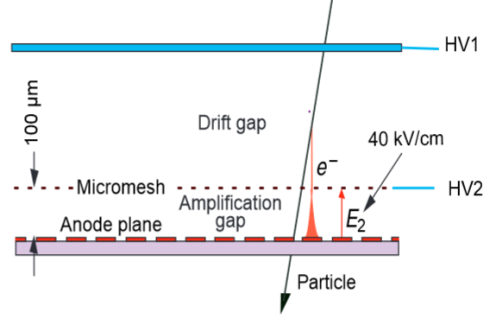 HV1
100 µm
Drift gap
40 kV/cm
e⁻
Micromesh
HV2
Amplification
gap
E₂
Anode plane
Particle